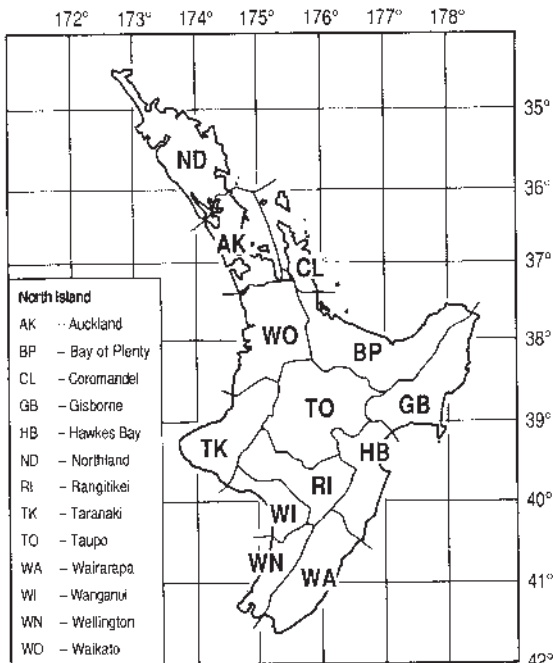 172° 173° 174° 175° 176° 177° 178°
35°
ND
36°
AK
CL
37°
North Island
AK – Auckland
BP – Bay of Plenty
CL – Coromandel
GB – Gisborne
HB – Hawkes Bay
ND – Northland
RI – Rangitikei
TK – Taranaki
TO – Taupo
WA – Wairarapa
WI – Wanganui
WN – Wellington
WO – Waikato
WO
BP
38°
TO
GB
39°
TK
HB
RI
40°
WI
WN
WA
41°
42°